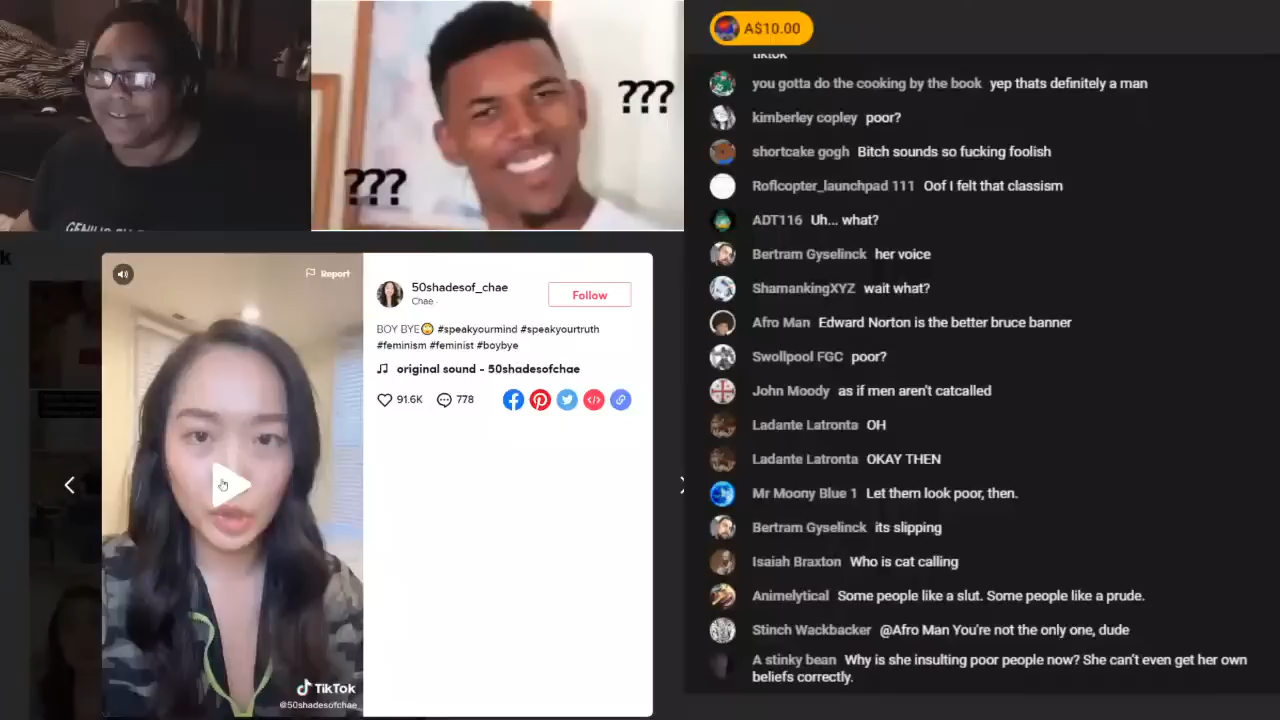 A$10.00
tiktok
you gotta do the cooking by the book yep thats definitely a man
kimberley copley poor?
shortcake gogh Bitch sounds so fucking foolish
Roflcopter_launchpad 111 Oof I felt that classism
ADT116 Uh... what?
Bertram Gyselinck her voice
ShamankingXYZ wait what?
Afro Man Edward Norton is the better bruce banner
Swollpool FGC poor?
John Moody as if men aren't catcalled
Ladante Latronta OH
Ladante Latronta OKAY THEN
Mr Moony Blue 1 Let them look poor, then.
Bertram Gyselinck its slipping
Isaiah Braxton Who is cat calling
Animelytical Some people like a slut. Some people like a prude.
Stinch Wackbacker @Afro Man You're not the only one, dude
A stinky bean Why is she insulting poor people now? She can't even get her own
beliefs correctly.
???
???
k
Report
50shadesof_chae
Chae ·
Follow
BOY BYE🙄 #speakyourmind #speakyourtruth
#feminism #feminist #boybye
original sound - 50shadesofchae
91.6K 778
TikTok
@50shadesofchae